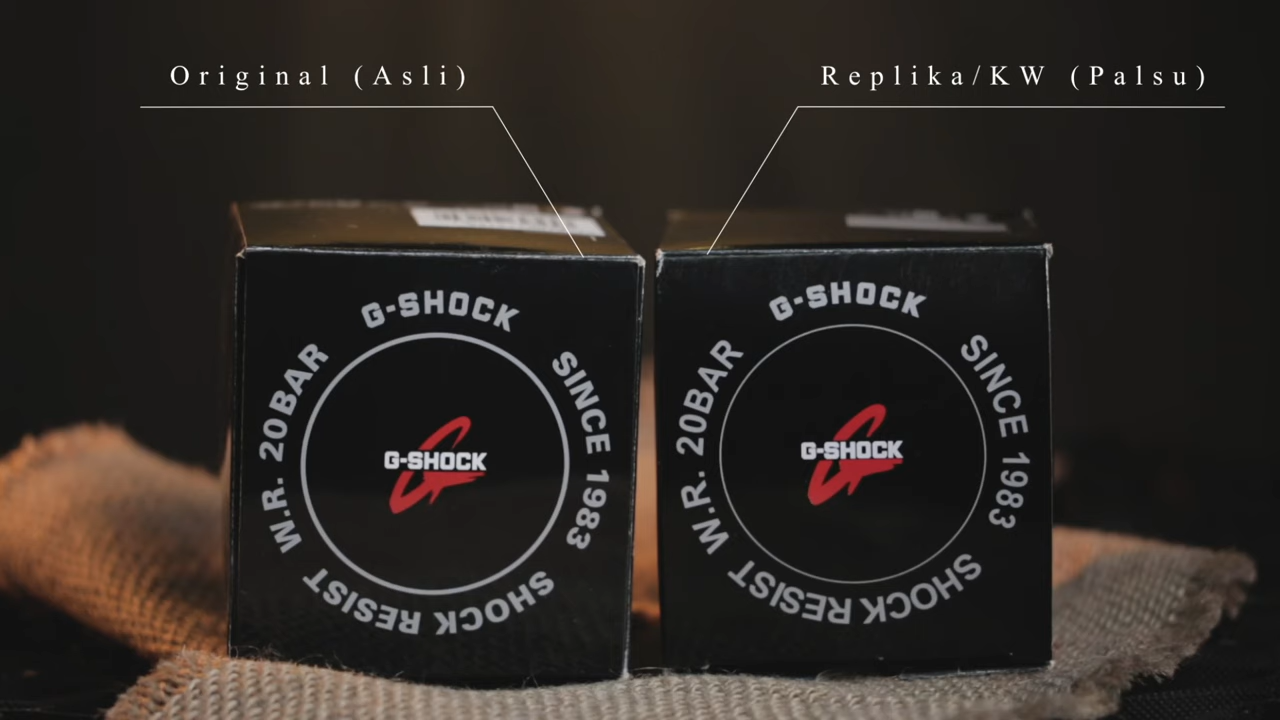 Original (Asli)
Replika/KW (Palsu)
G-SHOCK
SINCE 1983
SHOCK RESIST
W.R. 20BAR
G-SHOCK
G-SHOCK
SINCE 1983
SHOCK RESIST
W.R. 20BAR
G-SHOCK